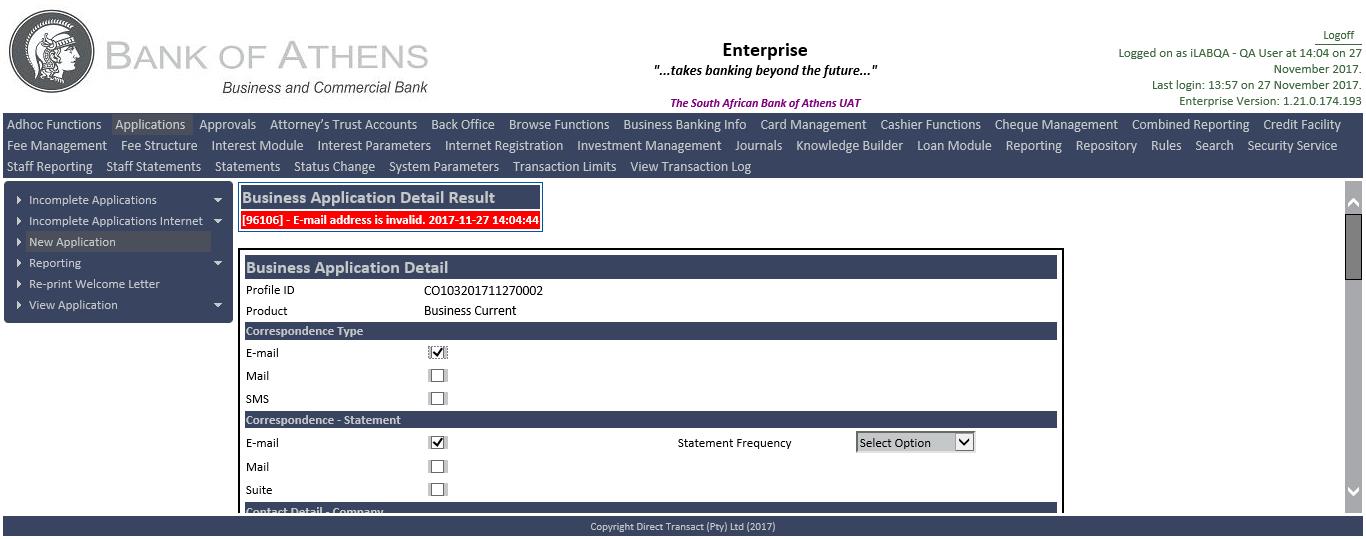 BANK OF ATHENS
Business and Commercial Bank
Enterprise
"...takes banking beyond the future..."
The South African Bank of Athens UAT
Logoff
Logged on as iLABQA - QA User at 14:04 on 27
November 2017.
Last login: 13:57 on 27 November 2017.
Enterprise Version: 1.21.0.174.193
Adhoc Functions Applications Approvals Attorney's Trust Accounts Back Office Browse Functions Business Banking Info Card Management Cashier Functions Cheque Management Combined Reporting Credit Facility
Fee Management Fee Structure Interest Module Interest Parameters Internet Registration Investment Management Journals Knowledge Builder Loan Module Reporting Repository Rules Search Security Service
Staff Reporting Staff Statements Statements Status Change System Parameters Transaction Limits View Transaction Log
Incomplete Applications
Incomplete Applications Internet
New Application
Reporting
Re-print Welcome Letter
View Application
Business Application Detail Result
[96106] - E-mail address is invalid. 2017-11-27 14:04:44
Business Application Detail
Profile ID CO103201711270002
Product Business Current
Correspondence Type
E-mail
Mail
SMS
Correspondence - Statement
E-mail Statement Frequency Select Option
Mail
Suite
Contact Detail - Company
Copyright Direct Transact (Pty) Ltd (2017)